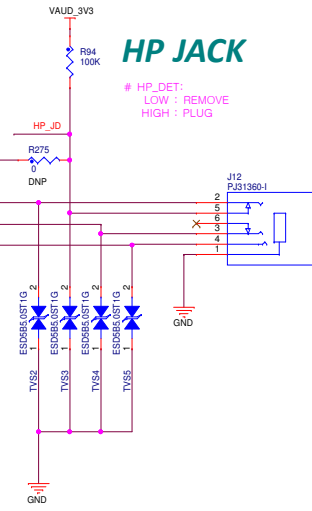 VAUD_3V3
R94
100K
HP JACK
# HP_DET:
LOW : REMOVE
HIGH : PLUG
HP_JD
R275
0
DNP
J12
PJ31360-I
2
5
6
3
4
1
GND
2
2
2
2
ESD5B5.0ST1G
ESD5B5.0ST1G
ESD5B5.0ST1G
ESD5B5.0ST1G
1
1
1
1
TVS2
TVS3
TVS4
TVS5
GND